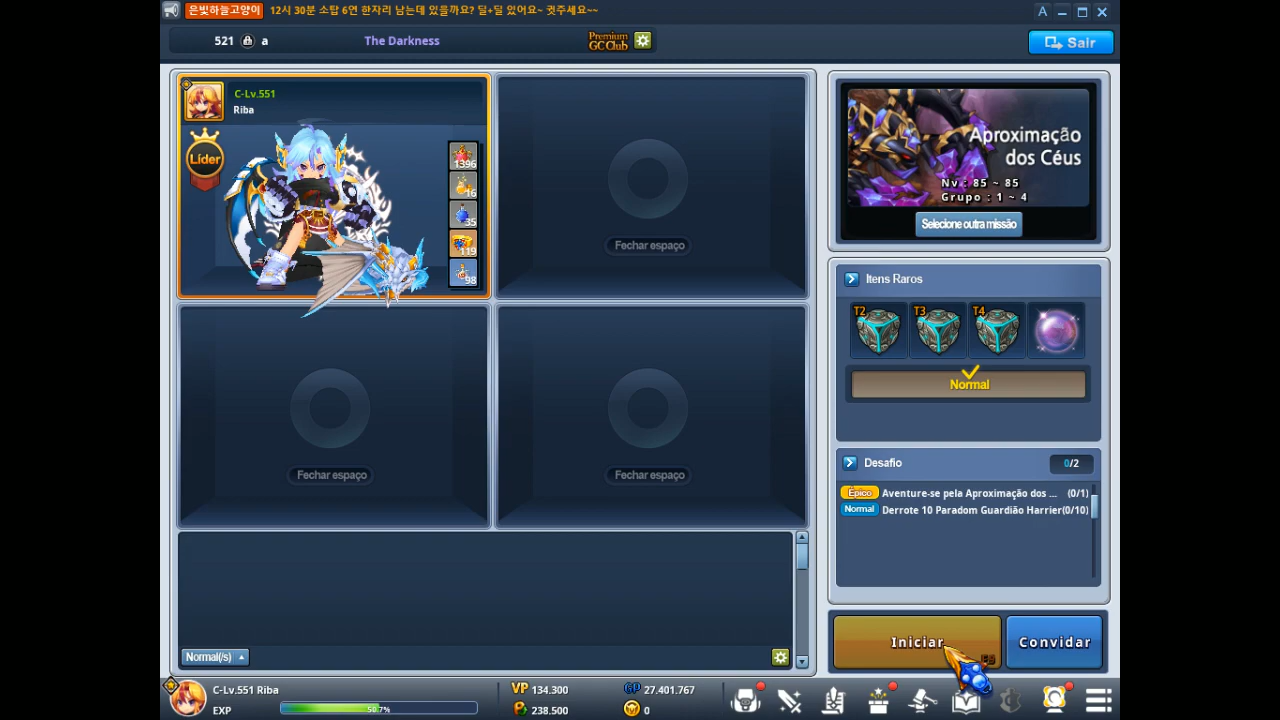 은빛하늘고양이 12시 30분 소탑 6연 한자리 남는데 있을까요? 딜+딜 있어요~ 귓주세요~~
A
521 a The Darkness Premium GC Club
Sair
C-Lv.551
Riba
Líder
1396
16
35
119
98
Fechar espaço
Fechar espaço
Fechar espaço
Normal(/s)
Aproximação
dos Céus
Nv : 85 ~ 85
Grupo : 1 ~ 4
Selecione outra missão
Itens Raros
T2 T3 T4
Normal
Desafio 0/2
Épico Aventure-se pela Aproximação dos ... (0/1)
Normal Derrote 10 Paradom Guardião Harrier(0/10)
Iniciar F5
Convidar
C-Lv.551 Riba
EXP 50.7%
VP 134.300 GP 27.401.767
238.500 0